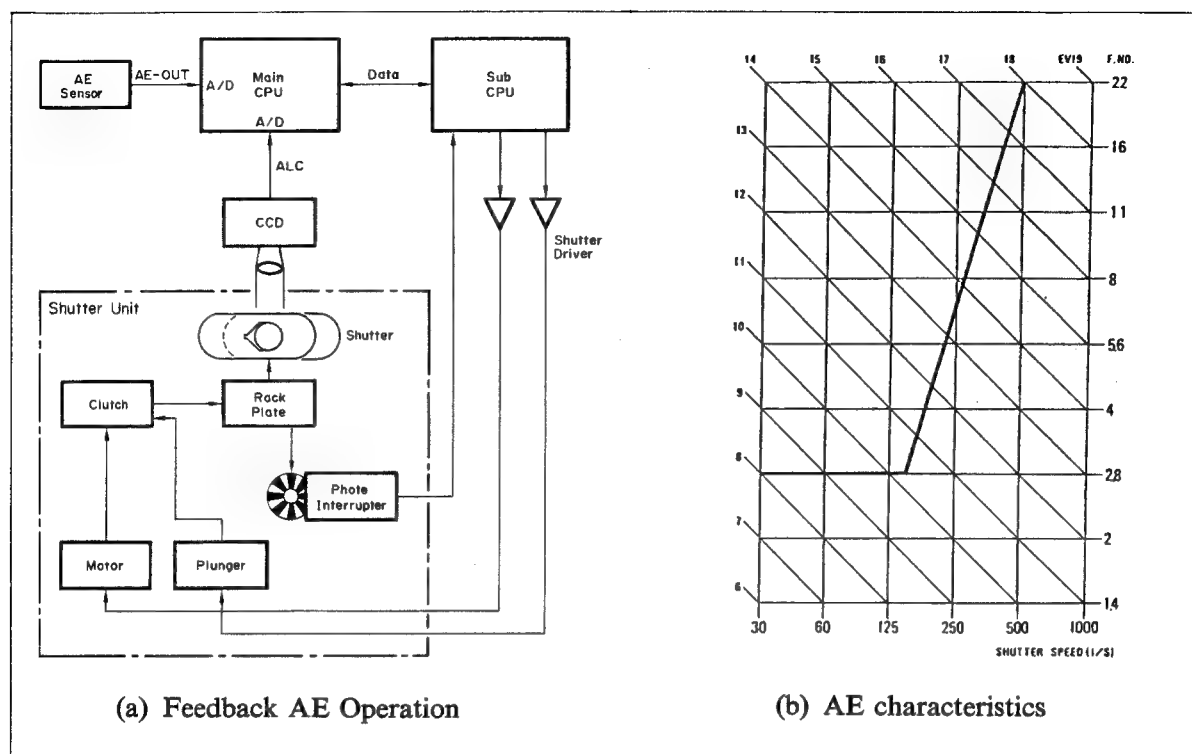 AE
Sensor
AE-OUT
A/D
Main
CPU
A/D
Data
Sub
CPU
ALC
CCD
Shutter
Driver
Shutter Unit
Shutter
Clutch
Rack
Plate
Phote
Interrupter
Motor
Plunger
(a) Feedback AE Operation
14 15 16 17 18 EV19 F.NO.
22
13
16
12
11
11
8
10
5.6
9
4
8
2.8
7
2
6
1.4
30 60 125 250 500 1000
SHUTTER SPEED(1/S)
(b) AE characteristics